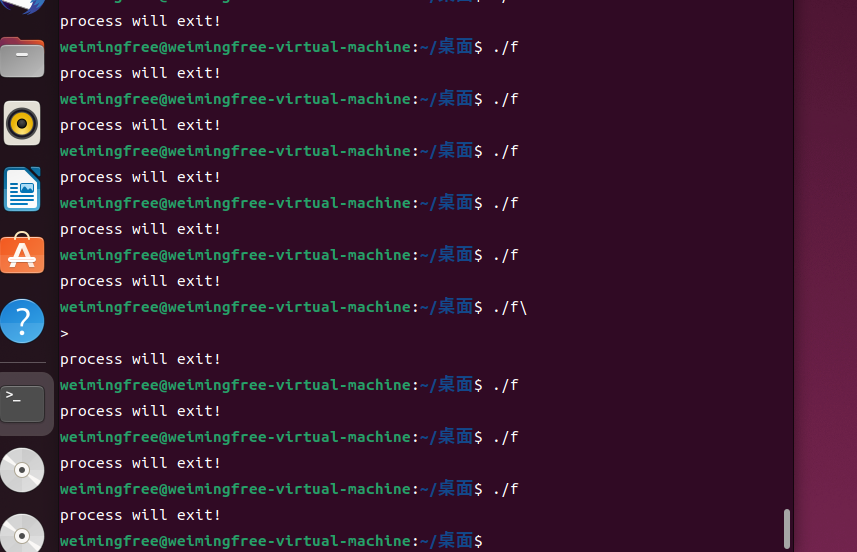 process will exit!
weimingfree@weimingfree-virtual-machine:~/桌面$ ./f
process will exit!
weimingfree@weimingfree-virtual-machine:~/桌面$ ./f
process will exit!
weimingfree@weimingfree-virtual-machine:~/桌面$ ./f
process will exit!
weimingfree@weimingfree-virtual-machine:~/桌面$ ./f
process will exit!
weimingfree@weimingfree-virtual-machine:~/桌面$ ./f
process will exit!
weimingfree@weimingfree-virtual-machine:~/桌面$ ./f\
>
process will exit!
weimingfree@weimingfree-virtual-machine:~/桌面$ ./f
process will exit!
weimingfree@weimingfree-virtual-machine:~/桌面$ ./f
process will exit!
weimingfree@weimingfree-virtual-machine:~/桌面$ ./f
process will exit!
weimingfree@weimingfree-virtual-machine:~/桌面$